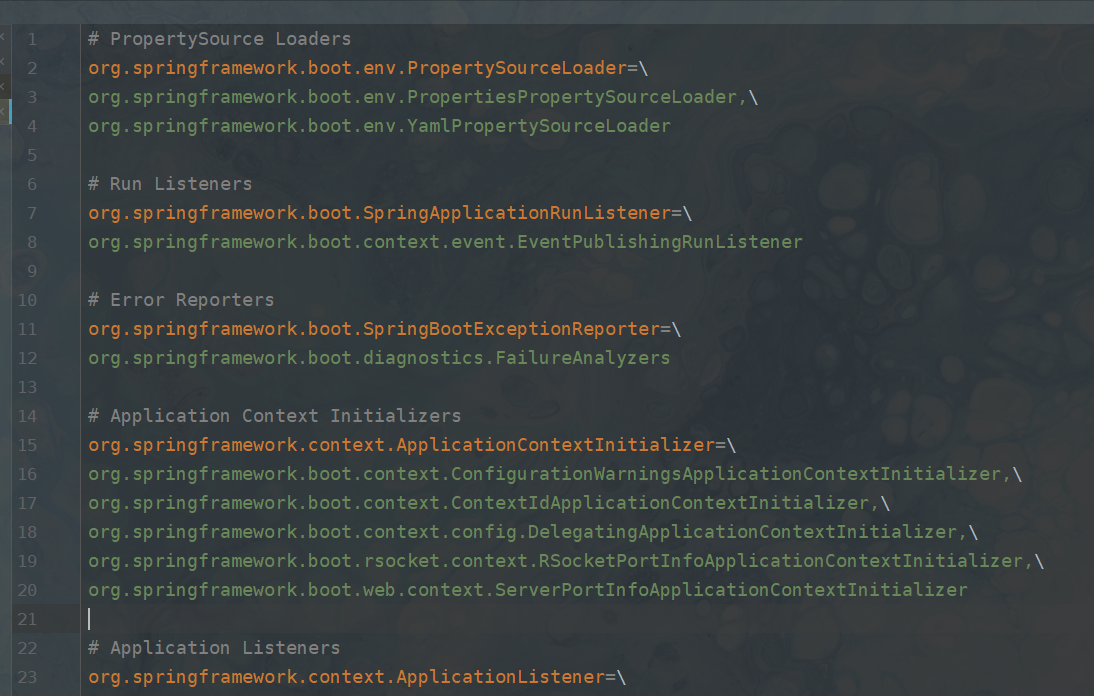 1 # PropertySource Loaders
2 org.springframework.boot.env.PropertySourceLoader=\
3 org.springframework.boot.env.PropertiesPropertySourceLoader,\
4 org.springframework.boot.env.YamlPropertySourceLoader
5
6 # Run Listeners
7 org.springframework.boot.SpringApplicationRunListener=\
8 org.springframework.boot.context.event.EventPublishingRunListener
9
10 # Error Reporters
11 org.springframework.boot.SpringBootExceptionReporter=\
12 org.springframework.boot.diagnostics.FailureAnalyzers
13
14 # Application Context Initializers
15 org.springframework.context.ApplicationContextInitializer=\
16 org.springframework.boot.context.ConfigurationWarningsApplicationContextInitializer,\
17 org.springframework.boot.context.ContextIdApplicationContextInitializer,\
18 org.springframework.boot.context.config.DelegatingApplicationContextInitializer,\
19 org.springframework.boot.rsocket.context.RSocketPortInfoApplicationContextInitializer,\
20 org.springframework.boot.web.context.ServerPortInfoApplicationContextInitializer
21
22 # Application Listeners
23 org.springframework.context.ApplicationListener=\